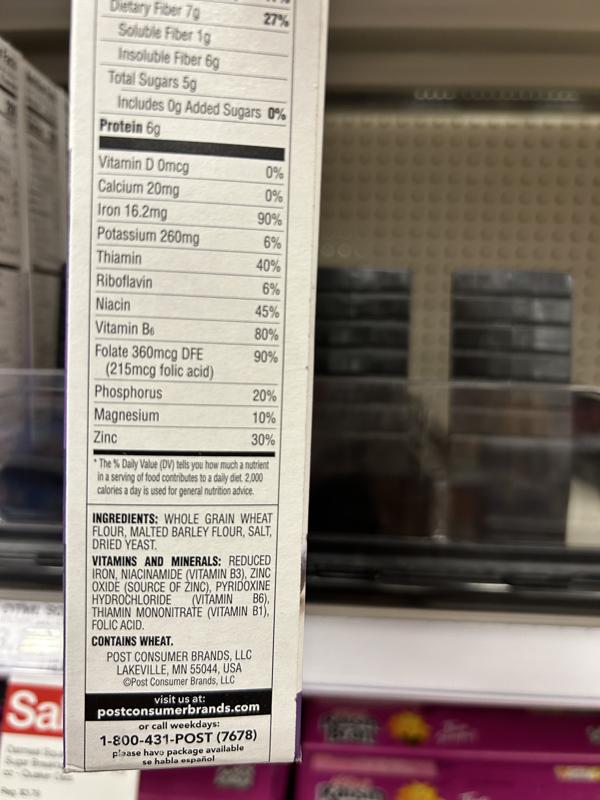 Dietary Fiber 7g 27%
Soluble Fiber 1g
Insoluble Fiber 6g
Total Sugars 5g
Includes 0g Added Sugars 0%
Protein 6g
Vitamin D 0mcg 0%
Calcium 20mg 0%
Iron 16.2mg 90%
Potassium 260mg 6%
Thiamin 40%
Riboflavin 6%
Niacin 45%
Vitamin B6 80%
Folate 360mcg DFE 90%
(215mcg folic acid)
Phosphorus 20%
Magnesium 10%
Zinc 30%
* The % Daily Value (DV) tells you how much a nutrient
in a serving of food contributes to a daily diet. 2,000
calories a day is used for general nutrition advice.
INGREDIENTS: WHOLE GRAIN WHEAT
FLOUR, MALTED BARLEY FLOUR, SALT,
DRIED YEAST.
VITAMINS AND MINERALS: REDUCED
IRON, NIACINAMIDE (VITAMIN B3), ZINC
OXIDE (SOURCE OF ZINC), PYRIDOXINE
HYDROCHLORIDE (VITAMIN B6),
THIAMIN MONONITRATE (VITAMIN B1),
FOLIC ACID.
CONTAINS WHEAT.
POST CONSUMER BRANDS, LLC
LAKEVILLE, MN 55044, USA
©Post Consumer Brands, LLC
visit us at:
postconsumerbrands.com
or call weekdays:
1-800-431-POST (7678)
please have package available
se habla español
Sa